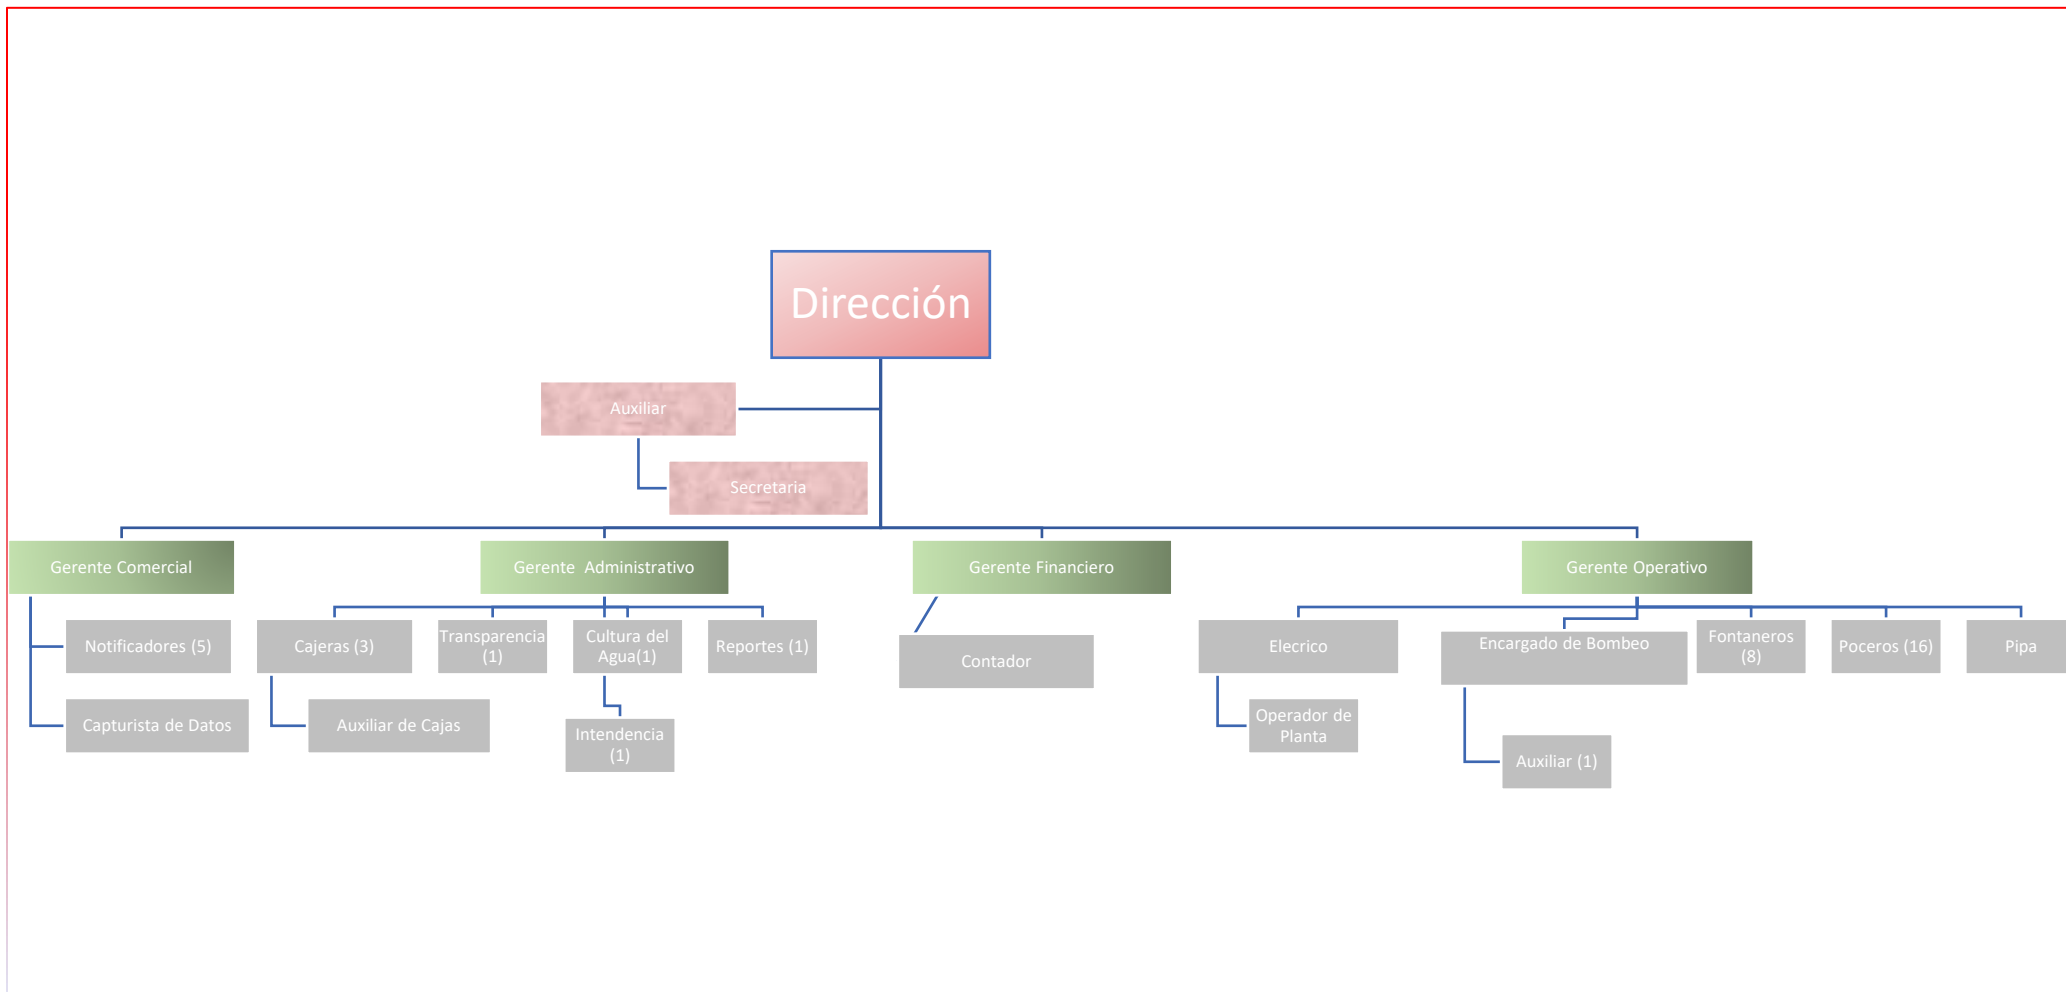 Dirección
Auxiliar
Secretaria
Gerente Comercial
Gerente Administrativo
Gerente Financiero
Gerente Operativo
Notificadores (5)
Cajeras (3)
Transparencia
(1)
Cultura del
Agua(1)
Reportes (1)
Contador
Elecrico
Encargado de Bombeo
Fontaneros
(8)
Poceros (16)
Pipa
Capturista de Datos
Auxiliar de Cajas
Intendencia
(1)
Operador de
Planta
Auxiliar (1)